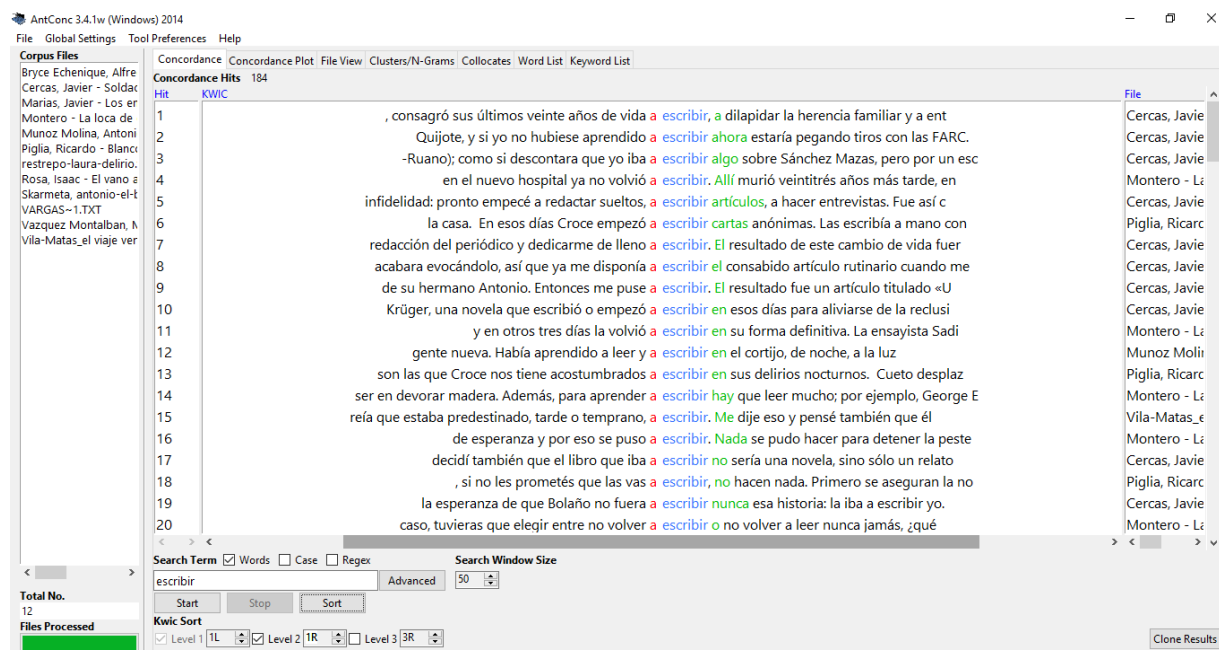 AntConc 3.4.1w (Windows) 2014
File Global Settings Tool Preferences Help
Corpus Files
Bryce Echenique, Alfre
Cercas, Javier - Soldad
Marias, Javier - Los en
Montero - La loca de
Munoz Molina, Antoni
Piglia, Ricardo - Blanco
restrepo-laura-delirio.
Rosa, Isaac - El vano a
Skarmeta, antonio-el-b
VARGAS~1.TXT
Vazquez Montalban, M
Vila-Matas_el viaje ver
Total No.
12
Files Processed
Concordance Concordance Plot File View Clusters/N-Grams Collocates Word List Keyword List
Concordance Hits 184
Hit KWIC File
1 , consagró sus últimos veinte años de vida a escribir, a dilapidar la herencia familiar y a ent Cercas, Javie
2 Quijote, y si yo no hubiese aprendido a escribir ahora estaría pegando tiros con las FARC. Cercas, Javie
3 -Ruano); como si descontara que yo iba a escribir algo sobre Sánchez Mazas, pero por un esc Cercas, Javie
4 en el nuevo hospital ya no volvió a escribir. Allí murió veintitrés años más tarde, en Montero - La
5 infidelidad: pronto empecé a redactar sueltos, a escribir artículos, a hacer entrevistas. Fue así c Cercas, Javie
6 la casa. En esos días Croce empezó a escribir cartas anónimas. Las escribía a mano con Piglia, Ricarc
7 redacción del periódico y dedicarme de lleno a escribir. El resultado de este cambio de vida fuer Cercas, Javie
8 acabara evocándolo, así que ya me disponía a escribir el consabido artículo rutinario cuando me Cercas, Javie
9 de su hermano Antonio. Entonces me puse a escribir. El resultado fue un artículo titulado «U Cercas, Javie
10 Krüger, una novela que escribió o empezó a escribir en esos días para aliviarse de la reclusi Cercas, Javie
11 y en otros tres días la volvió a escribir en su forma definitiva. La ensayista Sadi Montero - La
12 gente nueva. Había aprendido a leer y a escribir en el cortijo, de noche, a la luz Munoz Molin
13 son las que Croce nos tiene acostumbrados a escribir en sus delirios nocturnos. Cueto desplaz Piglia, Ricarc
14 ser en devorar madera. Además, para aprender a escribir hay que leer mucho; por ejemplo, George E Montero - La
15 reía que estaba predestinado, tarde o temprano, a escribir. Me dije eso y pensé también que él Vila-Matas_e
16 de esperanza y por eso se puso a escribir. Nada se pudo hacer para detener la peste Montero - La
17 decidí también que el libro que iba a escribir no sería una novela, sino sólo un relato Cercas, Javie
18 , si no les prometés que las vas a escribir, no hacen nada. Primero se aseguran la no Piglia, Ricarc
19 la esperanza de que Bolaño no fuera a escribir nunca esa historia: la iba a escribir yo. Cercas, Javie
20 caso, tuvieras que elegir entre no volver a escribir o no volver a leer nunca jamás, ¿qué Montero - La
Search Term Words Case Regex Search Window Size
escribir Advanced 50
Start Stop Sort
Kwic Sort
Level 1 1L Level 2 1R Level 3 3R Clone Results